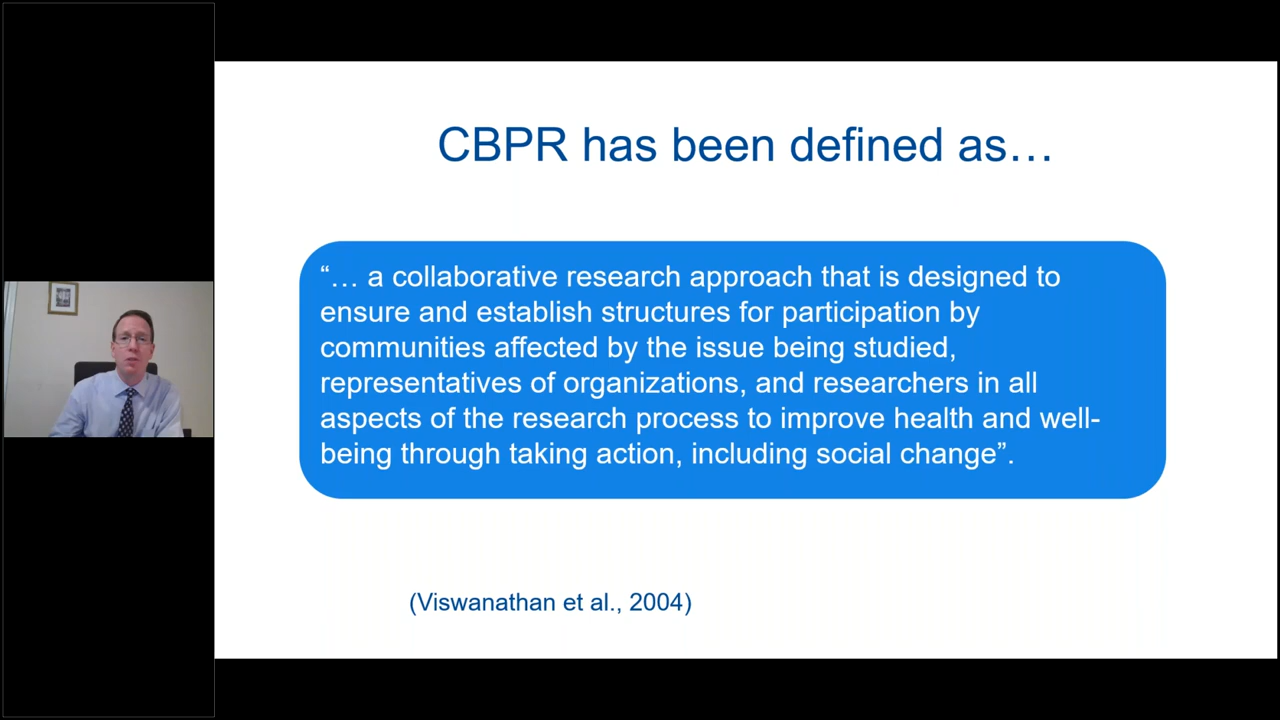 CBPR has been defined as…
“… a collaborative research approach that is designed to
ensure and establish structures for participation by
communities affected by the issue being studied,
representatives of organizations, and researchers in all
aspects of the research process to improve health and well-
being through taking action, including social change”.
(Viswanathan et al., 2004)